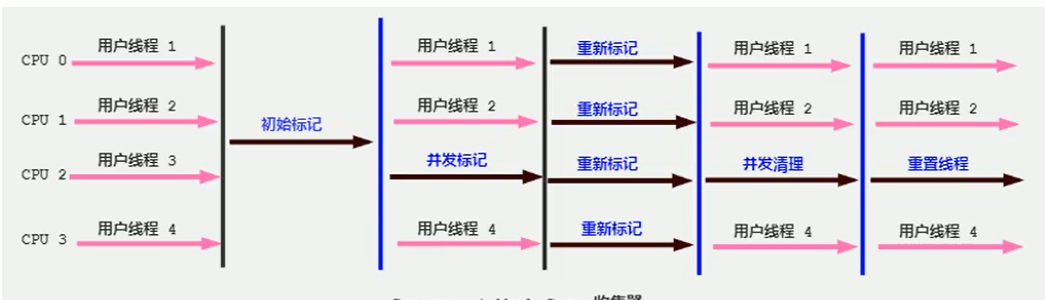 用户线程 1 用户线程 1 重新标记 用户线程 1 用户线程 1
CPU 0
用户线程 2 用户线程 2 重新标记 用户线程 2 用户线程 2
CPU 1 初始标记
用户线程 3 并发标记 重新标记 并发清理 重置线程
CPU 2
用户线程 4 用户线程 4 重新标记 用户线程 4 用户线程 4
CPU 3
收集器